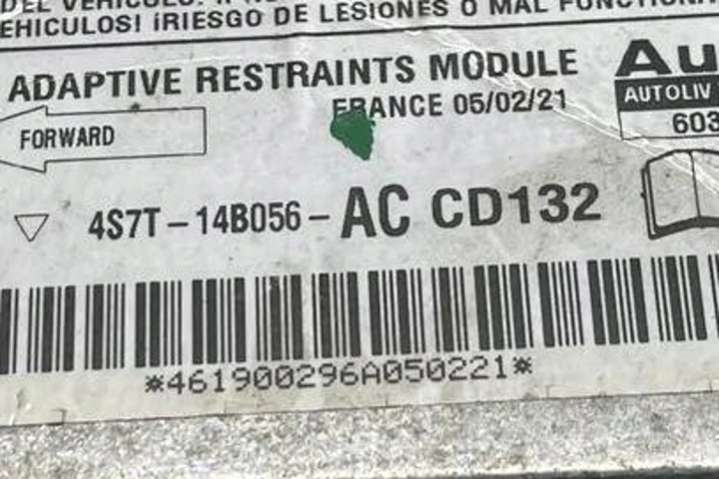 DEL VEHICULO.
EHICULOS! ¡RIESGO DE LESIONES O MAL FUNCIONA
ADAPTIVE RESTRAINTS MODULE
FRANCE 05/02/21
Au
AUTOLIV
603
FORWARD
4S7T-14B056-AC CD132
*461900296A050221*